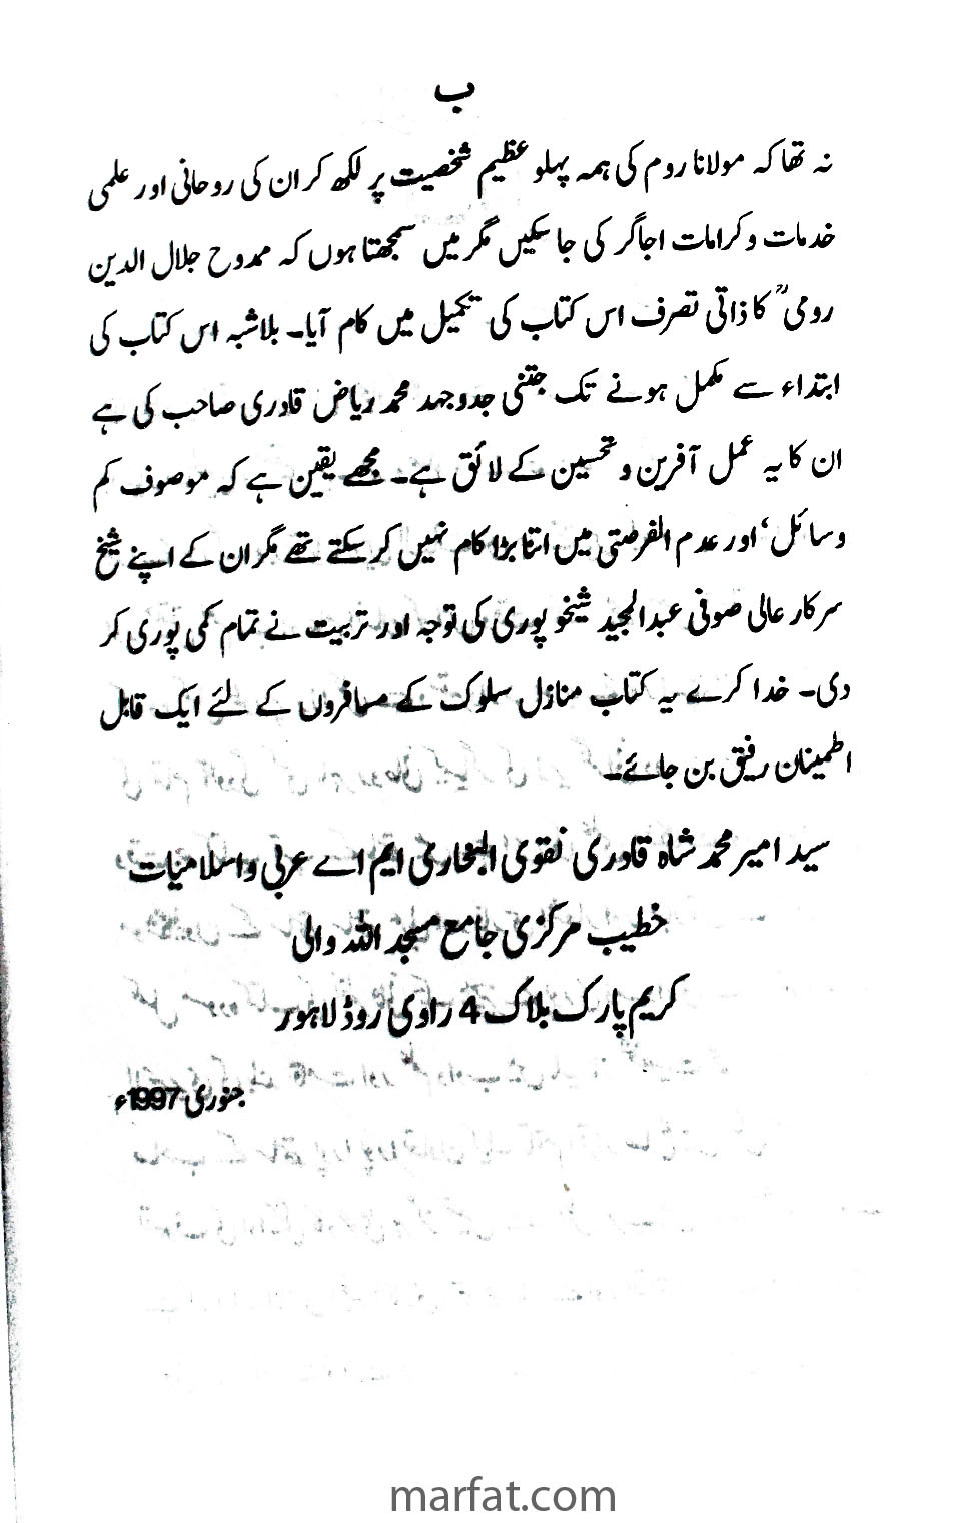 ب
نہ تھا کہ مولانا روم کی ہمہ پہلو عظیم شخصیت پر لکھ کر ان کی روحانی اور علمی
خدمات و کرامات اجاگر کی جا سکیں مگر میں سمجھتا ہوں کہ ممدوح جلال الدین
رومیؒ کا ذاتی تصرف اس کتاب کی تکمیل میں کام آیا۔ بلاشبہ اس کتاب کی
ابتداء سے مکمل ہونے تک جتنی جدوجہد محمد ریاض قادری صاحب کی ہے
ان کا یہ عمل آفرین و تحسین کے لائق ہے۔ مجھے یقین ہے کہ موصوف کم
وسائل، اور عدم الفرصتی میں اتنا بڑا کام نہیں کر سکتے تھے مگر ان کے اپنے شیخ
سرکار عالی صوفی عبدالمجید شیخوپوری کی توجہ اور تربیت نے تمام کمی پوری کر
دی۔ خدا کرے یہ کتاب منازل سلوک کے مسافروں کے لئے ایک قابل
اطمینان رفیق بن جائے۔
سید امیر محمد شاہ قادری نقوی البخاری ایم اے عربی و اسلامیات
خطیب مرکزی جامع مسجد اللہ والی
کریم پارک بلاک 4 راوی روڈ لاہور
جنوری 1997ء
marfat.com